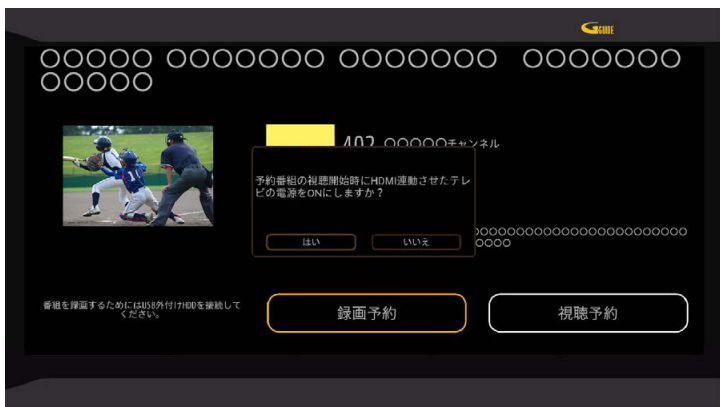 GGUIDE
○○○○○ ○○○○○○○ ○○○○○○○ ○○○○○○○
○○○○○
402 ○○○○○チャンネル
予約番組の視聴開始時にHDMI連動させたテレ
ビの電源をONにしますか？
はい いいえ
番組を録画するためにはUSB外付けHDDを接続して
ください。
録画予約 視聴予約